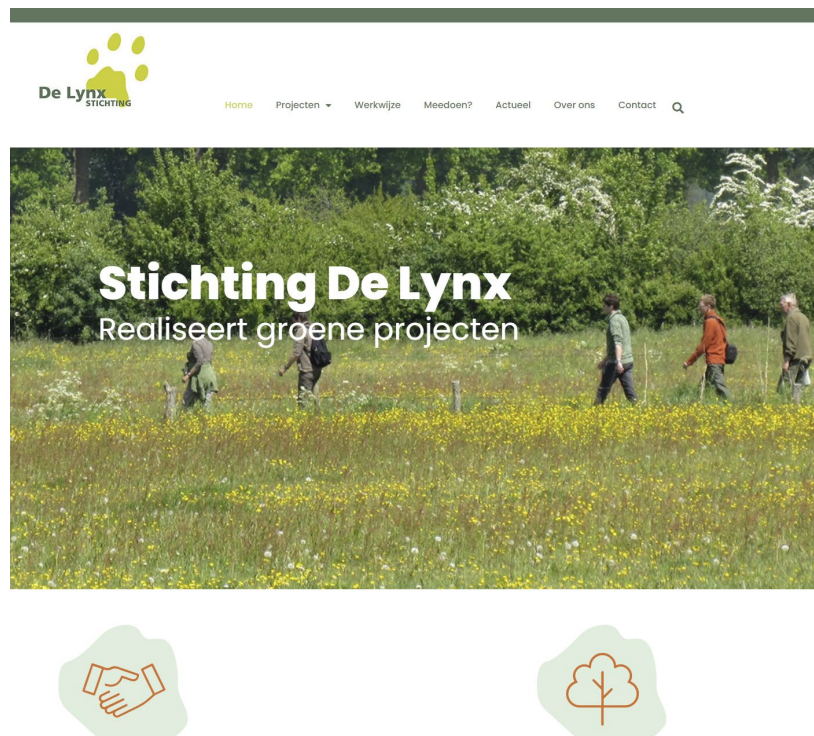 De Lynx
STICHTING
Home Projecten Werkwijze Meedoen? Actueel Over ons Contact
Stichting De Lynx
Realiseert groene projecten